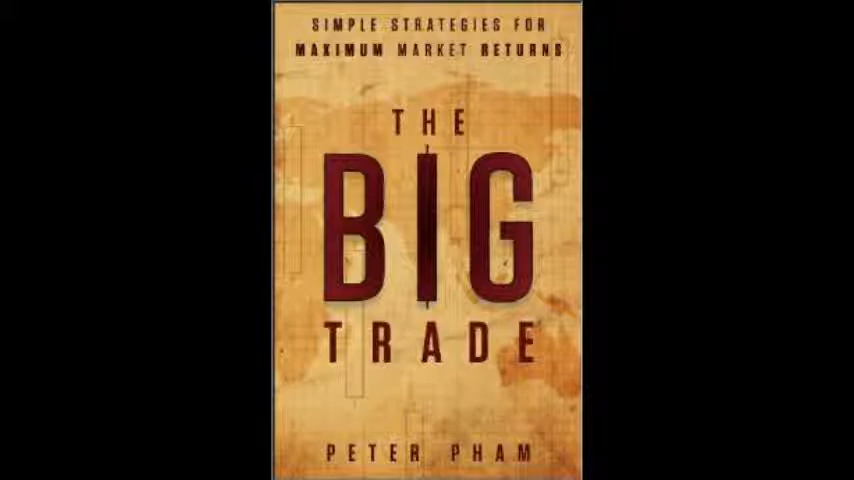 SIMPLE STRATEGIES FOR
MAXIMUM MARKET RETURNS
THE
BIG
TRADE
PETER PHAM